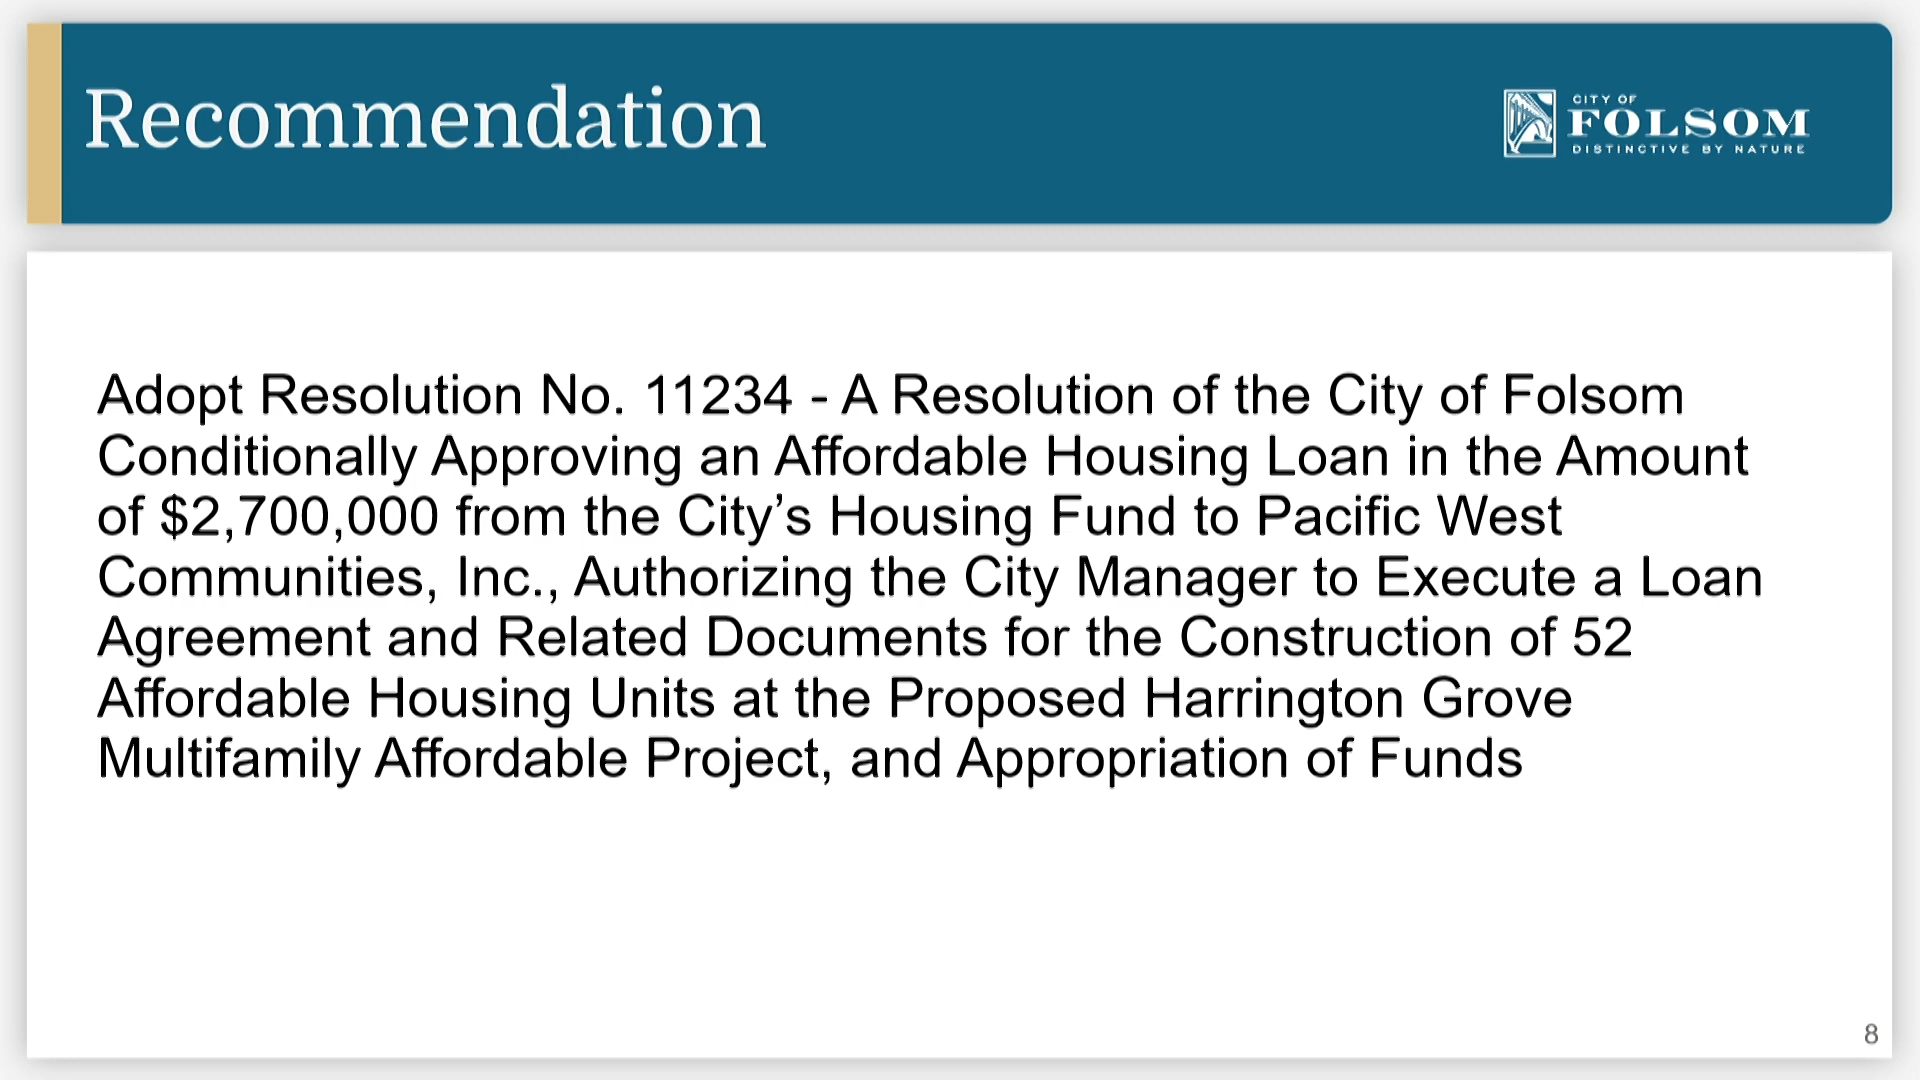 Recommendation
CITY OF
FOLSOM
DISTINCTIVE BY NATURE
Adopt Resolution No. 11234 - A Resolution of the City of Folsom
Conditionally Approving an Affordable Housing Loan in the Amount
of $2,700,000 from the City’s Housing Fund to Pacific West
Communities, Inc., Authorizing the City Manager to Execute a Loan
Agreement and Related Documents for the Construction of 52
Affordable Housing Units at the Proposed Harrington Grove
Multifamily Affordable Project, and Appropriation of Funds
8